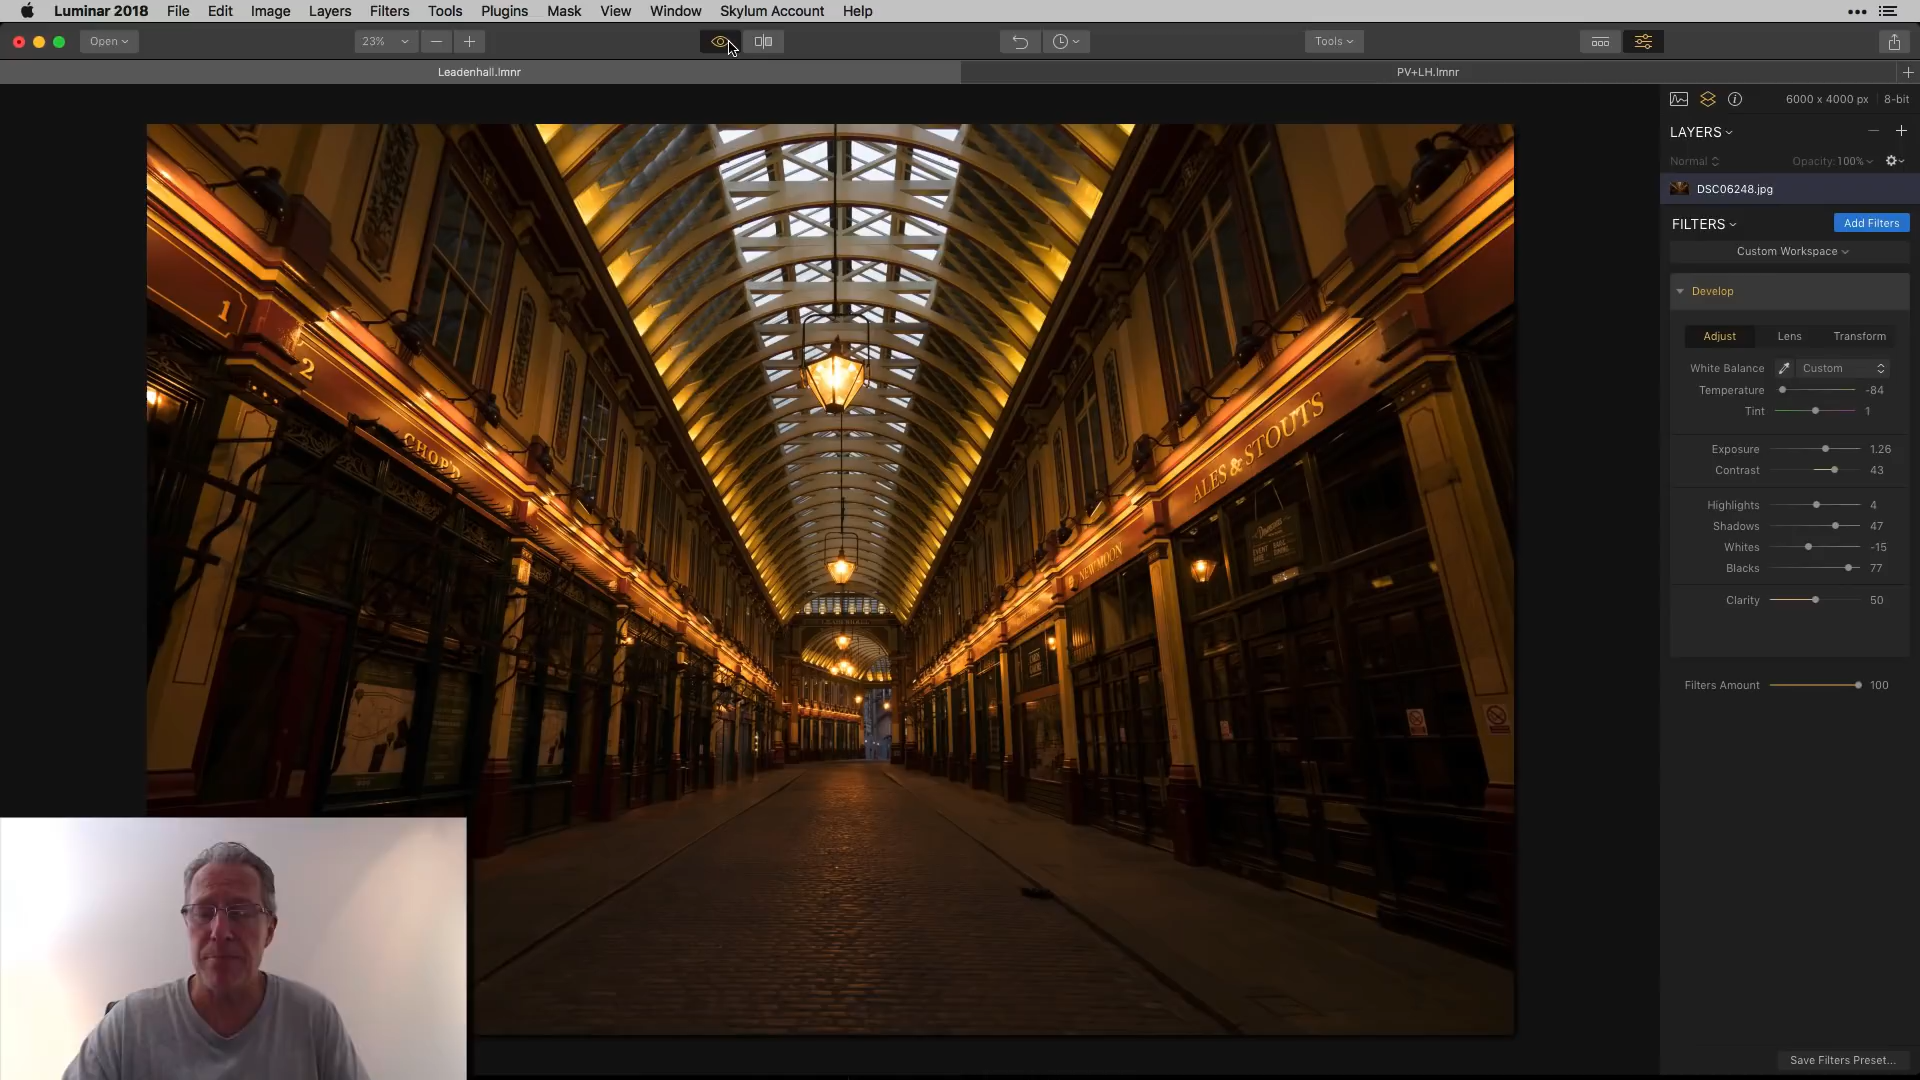 Luminar 2018 File Edit Image Layers Filters Tools Plugins Mask View Window Skylum Account Help
Open 23% Tools
Leadenhall.lmnr PV+LH.lmnr
6000 x 4000 px 8-bit
LAYERS
Normal Opacity: 100%
DSC06248.jpg
FILTERS Add Filters
Custom Workspace
Develop
Adjust Lens Transform
White Balance Custom
Temperature -84
Tint 1
Exposure 1.26
Contrast 43
Highlights 4
Shadows 47
Whites -15
Blacks 77
Clarity 50
Filters Amount 100
Save Filters Preset...
1
2
CHOP'D
ALES & STOUTS
NEW MOON